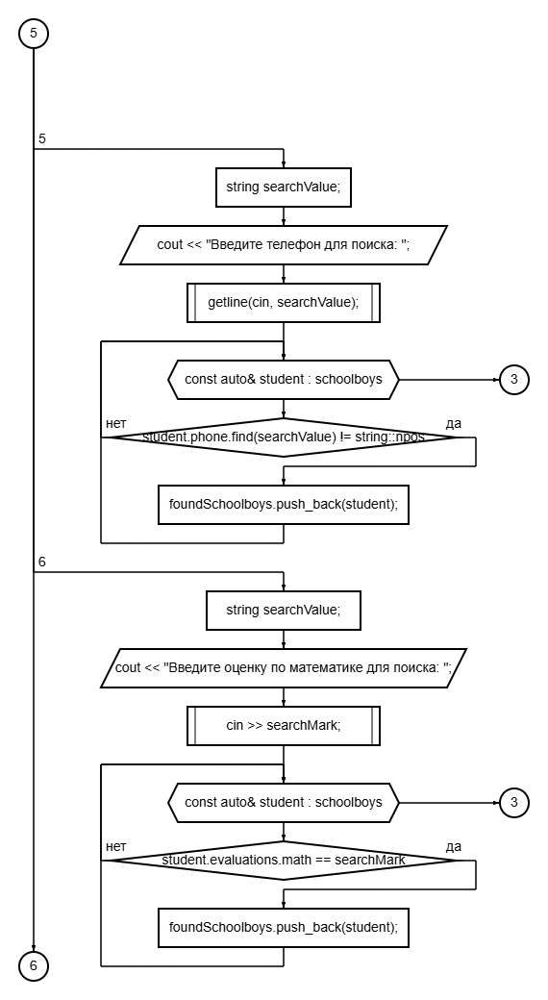 5
5
string searchValue;
cout << "Введите телефон для поиска: ";
getline(cin, searchValue);
const auto& student : schoolboys
3
нет
да
student.phone.find(searchValue) != string::npos
foundSchoolboys.push_back(student);
6
string searchValue;
cout << "Введите оценку по математике для поиска: ";
cin >> searchMark;
const auto& student : schoolboys
3
нет
да
student.evaluations.math == searchMark
foundSchoolboys.push_back(student);
6